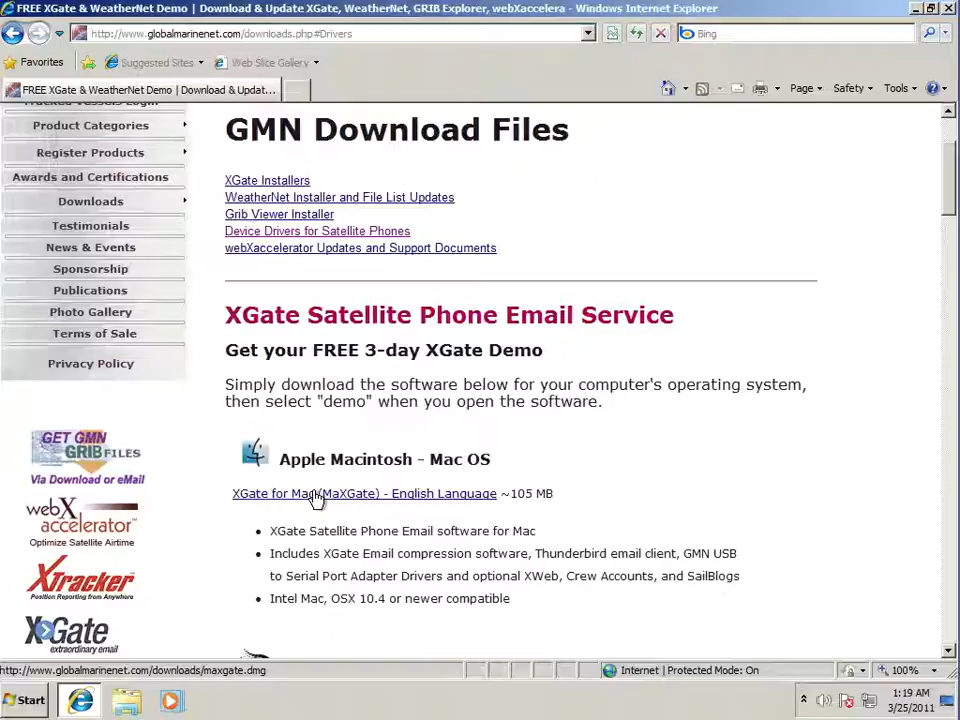 FREE XGate & WeatherNet Demo | Download & Update XGate, WeatherNet, GRIB Explorer, webXaccelera - Windows Internet Explorer
http://www.globalmarinenet.com/downloads.php#Drivers
Bing
Favorites
Suggested Sites
Web Slice Gallery
FREE XGate & WeatherNet Demo | Download & Updat...
Page
Safety
Tools
Tracked Vessels Login
Product Categories
Register Products
Awards and Certifications
Downloads
Testimonials
News & Events
Sponsorship
Publications
Photo Gallery
Terms of Sale
Privacy Policy
GET GMN
GRIB FILES
Via Download or eMail
webX
accelerator
Optimize Satellite Airtime
XTracker
Position Reporting from Anywhere
XGate
extraordinary email
GMN Download Files
XGate Installers
WeatherNet Installer and File List Updates
Grib Viewer Installer
Device Drivers for Satellite Phones
webXaccelerator Updates and Support Documents
XGate Satellite Phone Email Service
Get your FREE 3-day XGate Demo
Simply download the software below for your computer's operating system,
then select "demo" when you open the software.
Apple Macintosh - Mac OS
XGate for Mac (MaXGate) - English Language ~105 MB
• XGate Satellite Phone Email software for Mac
• Includes XGate Email compression software, Thunderbird email client, GMN USB
to Serial Port Adapter Drivers and optional XWeb, Crew Accounts, and SailBlogs
• Intel Mac, OSX 10.4 or newer compatible
http://www.globalmarinenet.com/downloads/maxgate.dmg
Internet | Protected Mode: On
100%
Start
1:19 AM
3/25/2011